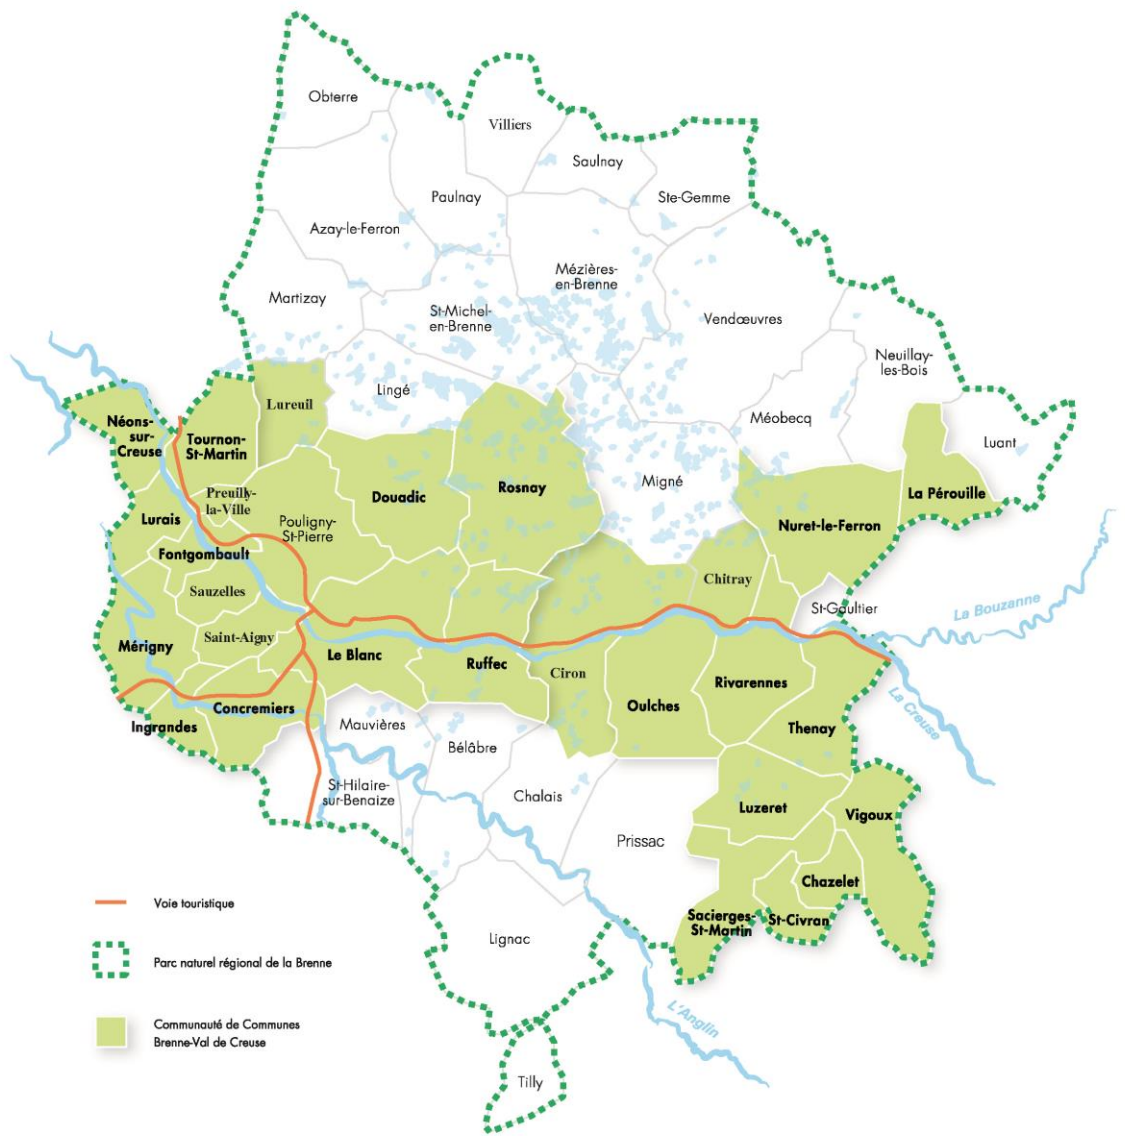 Obterre
Villiers
Saulnay
Paulnay
Ste-Gemme
Azay-le-Ferron
Mézières-
en-Brenne
Martizay
St-Michel-
en-Brenne
Vendœuvres
Neuillay-
les-Bois
Lingé
Lureuil
Méobecq
Luant
Néons-
sur-
Creuse
Tournon-
St-Martin
Migné
Rosnay
Douadic
La Pérouille
Preuilly-
la-Ville
Lurais
Pouligny-
St-Pierre
Nuret-le-Ferron
Fontgombault
Chitray
Sauzelles
St-Gaultier
La Bouzanne
Saint-Aigny
Mérigny
Le Blanc
Ruffec
Ciron
Rivarennes
Oulches
Concremiers
Ingrandes
Mauvières
Thenay
La Creuse
Bélâbre
St-Hilaire-
sur-Benaize
Chalais
Luzeret
Vigoux
Prissac
Chazelet
Sacierges-
St-Martin
St-Civran
Lignac
L'Anglin
Tilly
Voie touristique
Parc naturel régional de la Brenne
Communauté de Communes
Brenne-Val de Creuse